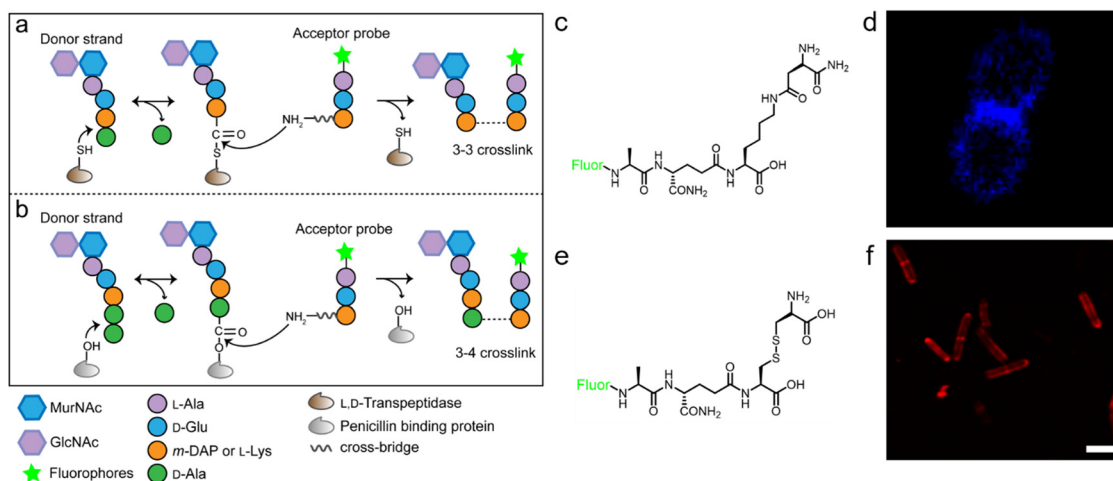 a
Donor strand
Acceptor probe
SH
C=O
S
NH2
SH
3-3 crosslink
b
Donor strand
Acceptor probe
OH
C=O
O
NH2
OH
3-4 crosslink
MurNAc
GlcNAc
Fluorophores
L-Ala
D-Glu
m-DAP or L-Lys
D-Ala
L,D-Transpeptidase
Penicillin binding protein
cross-bridge
c
NH2
NH2
O
HN
O
Fluor
N
H
O
H
N
O
NH2
O
N
H
OH
O
d
e
NH2
OH
S
O
S
Fluor
N
H
O
H
N
O
NH2
O
N
H
OH
O
f